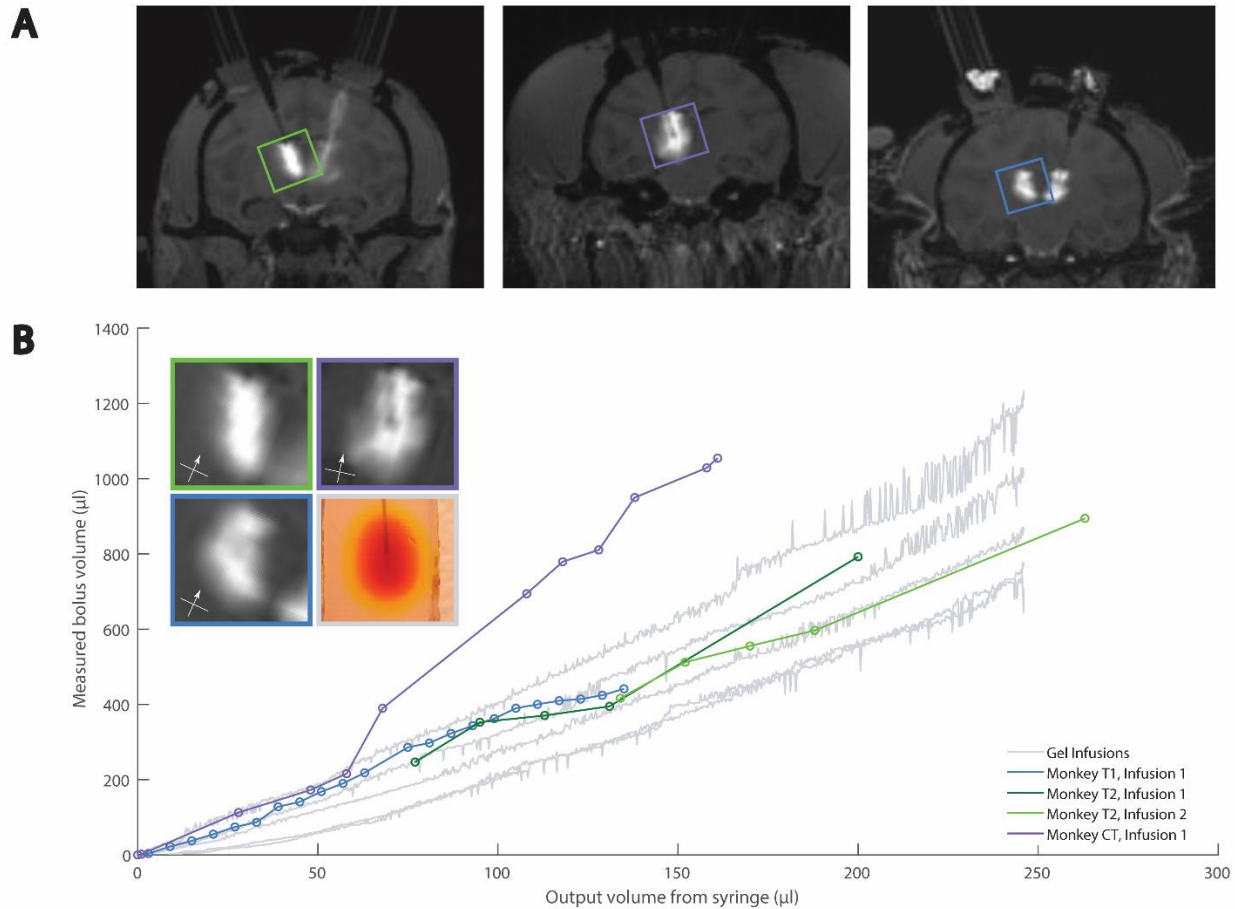 A
B
1400
1200
1000
800
600
400
200
0
Measured bolus volume (µl)
0 50 100 150 200 250 300
Output volume from syringe (µl)
Gel Infusions
Monkey T1, Infusion 1
Monkey T2, Infusion 1
Monkey T2, Infusion 2
Monkey CT, Infusion 1